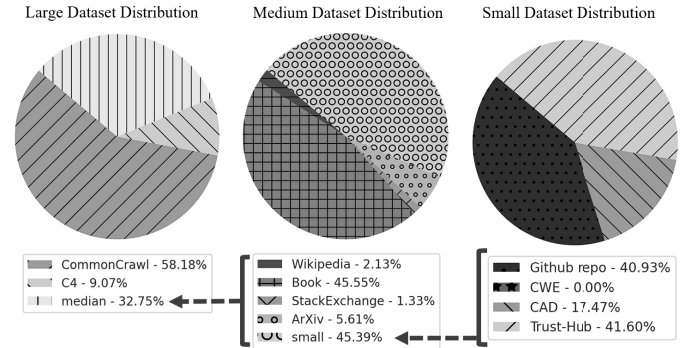 Large Dataset Distribution
Medium Dataset Distribution
Small Dataset Distribution
CommonCrawl - 58.18%
C4 - 9.07%
median - 32.75%
Wikipedia - 2.13%
Book - 45.55%
StackExchange - 1.33%
ArXiv - 5.61%
small - 45.39%
Github repo - 40.93%
CWE - 0.00%
CAD - 17.47%
Trust-Hub - 41.60%